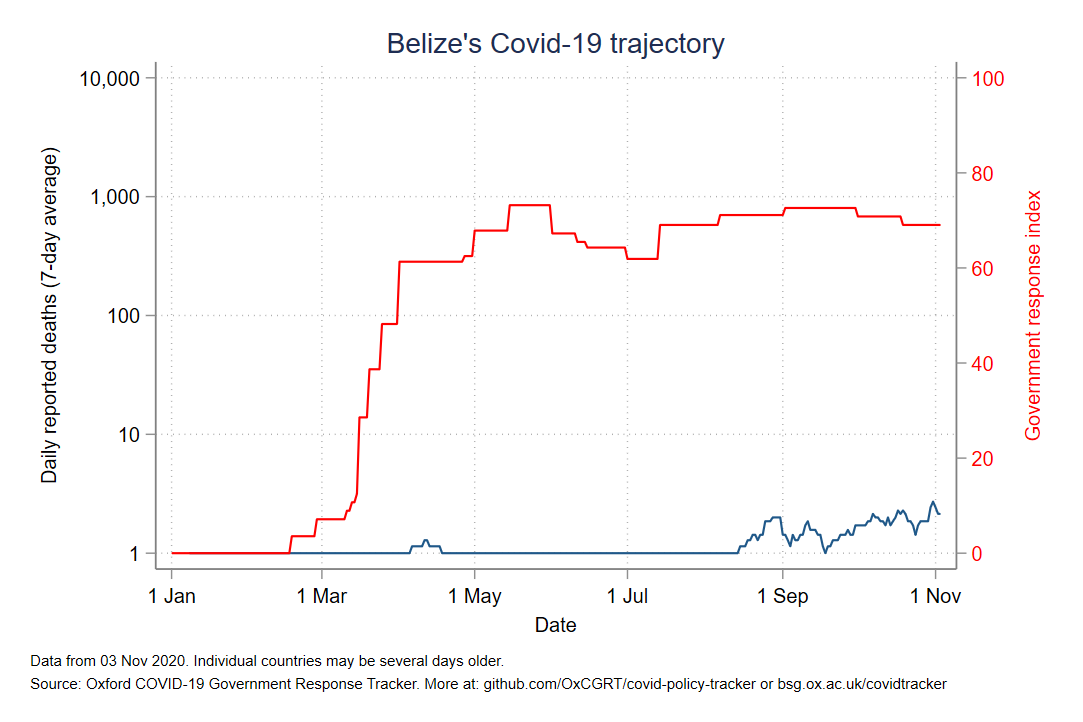 Belize's Covid-19 trajectory
10,000
1,000
100
10
1
Daily reported deaths (7-day average)
100
80
60
40
20
0
Government response index
1 Jan
1 Mar
1 May
1 Jul
1 Sep
1 Nov
Date
Data from 03 Nov 2020. Individual countries may be several days older.
Source: Oxford COVID-19 Government Response Tracker. More at: github.com/OxCGRT/covid-policy-tracker or bsg.ox.ac.uk/covidtracker